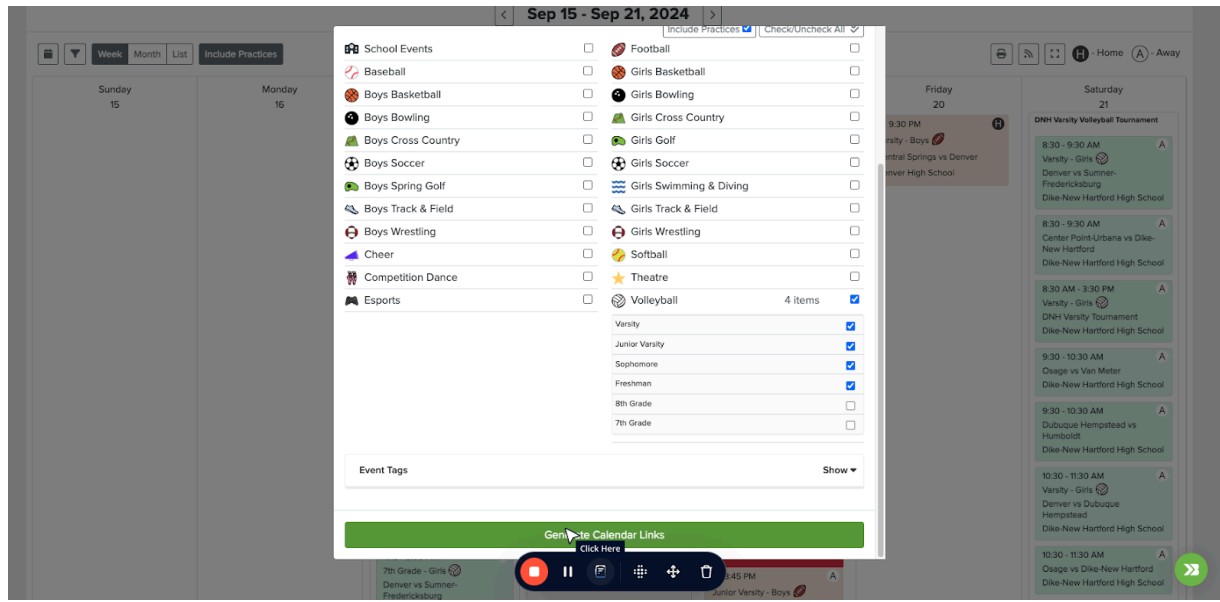 Sep 15 - Sep 21, 2024
Include Practices
Check/Uncheck All
Week
Month
List
Include Practices
H - Home
A - Away
School Events
Baseball
Boys Basketball
Boys Bowling
Boys Cross Country
Boys Soccer
Boys Spring Golf
Boys Track & Field
Boys Wrestling
Cheer
Competition Dance
Esports
Football
Girls Basketball
Girls Bowling
Girls Cross Country
Girls Golf
Girls Soccer
Girls Swimming & Diving
Girls Track & Field
Girls Wrestling
Softball
Theatre
Volleyball 4 items
Varsity
Junior Varsity
Sophomore
Freshman
8th Grade
7th Grade
Event Tags
Show
Generate Calendar Links
Click Here
Sunday
15
Monday
16
7th Grade - Girls
Denver vs Sumner-
Fredericksburg
:45 PM
A
Junior Varsity - Boys
Friday
20
9:30 PM
H
rsity - Boys
entral Springs vs Denver
enver High School
Saturday
21
DNH Varsity Volleyball Tournament
8:30 - 9:30 AM
A
Varsity - Girls
Denver vs Sumner-
Fredericksburg
Dike-New Hartford High School
8:30 - 9:30 AM
A
Center Point-Urbana vs Dike-
New Hartford
Dike-New Hartford High School
8:30 AM - 3:30 PM
A
Varsity - Girls
DNH Varsity Tournament
Dike-New Hartford High School
9:30 - 10:30 AM
A
Osage vs Van Meter
Dike-New Hartford High School
9:30 - 10:30 AM
A
Dubuque Hempstead vs
Humboldt
Dike-New Hartford High School
10:30 - 11:30 AM
A
Varsity - Girls
Denver vs Dubuque
Hempstead
Dike-New Hartford High School
10:30 - 11:30 AM
A
Osage vs Dike-New Hartford
Dike-New Hartford High School